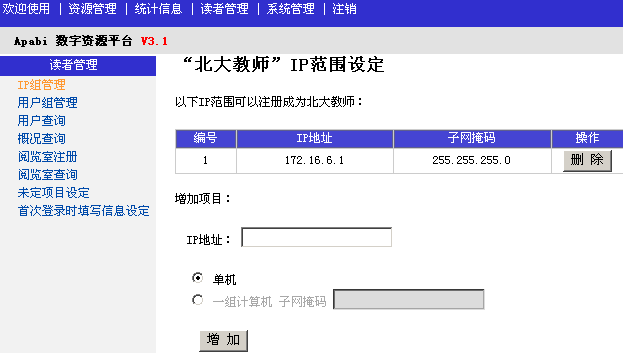 欢迎使用 | 资源管理 | 统计信息 | 读者管理 | 系统管理 | 注销
Apabi 数字资源平台 V3.1
读者管理
IP组管理
用户组管理
用户查询
概况查询
阅览室注册
阅览室查询
未定项目设定
首次登录时填写信息设定
“北大教师”IP范围设定
以下IP范围可以注册成为北大教师：
编号 IP地址 子网掩码 操作
1 172.16.6.1 255.255.255.0 删 除
增加项目：
IP地址：
单机
一组计算机 子网掩码
增 加